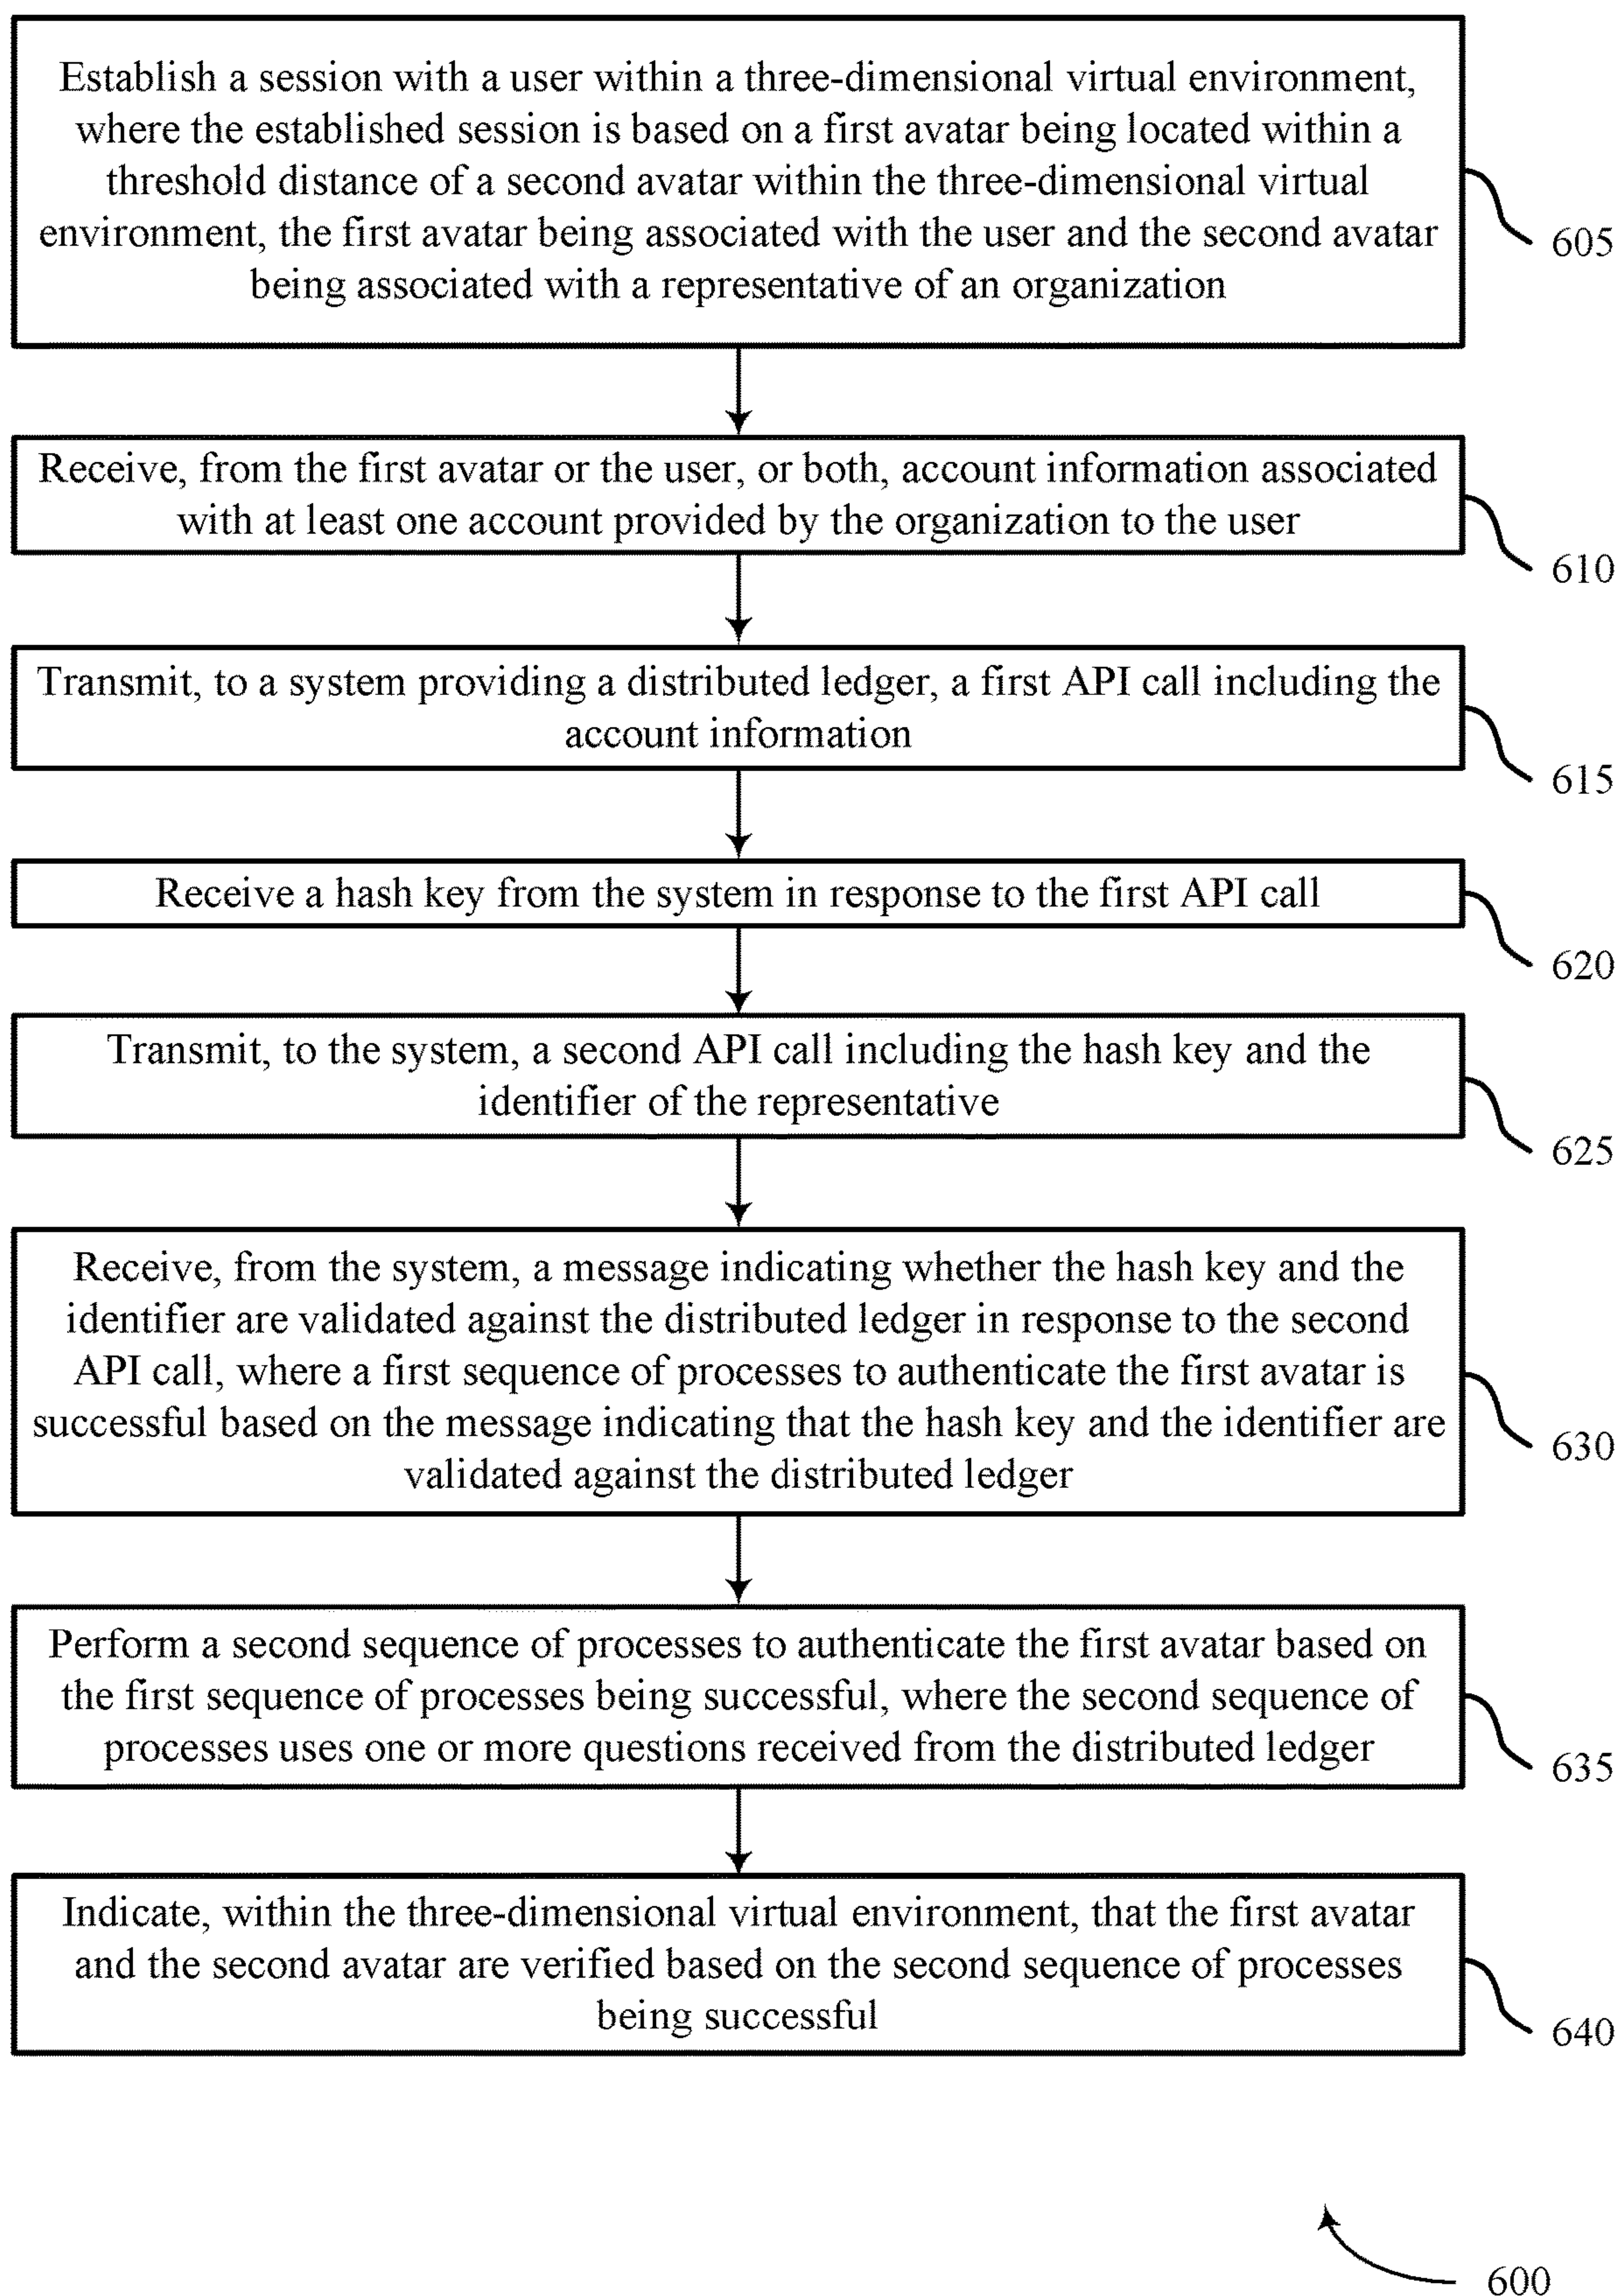 Establish a session with a user within a three-dimensional virtual environment,
where the established session is based on a first avatar being located within a
threshold distance of a second avatar within the three-dimensional virtual
environment, the first avatar being associated with the user and the second avatar
being associated with a representative of an organization
605
Receive, from the first avatar or the user, or both, account information associated
with at least one account provided by the organization to the user
610
Transmit, to a system providing a distributed ledger, a first API call including the
account information
615
Receive a hash key from the system in response to the first API call
620
Transmit, to the system, a second API call including the hash key and the
identifier of the representative
625
Receive, from the system, a message indicating whether the hash key and the
identifier are validated against the distributed ledger in response to the second
API call, where a first sequence of processes to authenticate the first avatar is
successful based on the message indicating that the hash key and the identifier are
validated against the distributed ledger
630
Perform a second sequence of processes to authenticate the first avatar based on
the first sequence of processes being successful, where the second sequence of
processes uses one or more questions received from the distributed ledger
635
Indicate, within the three-dimensional virtual environment, that the first avatar
and the second avatar are verified based on the second sequence of processes
being successful
640
600